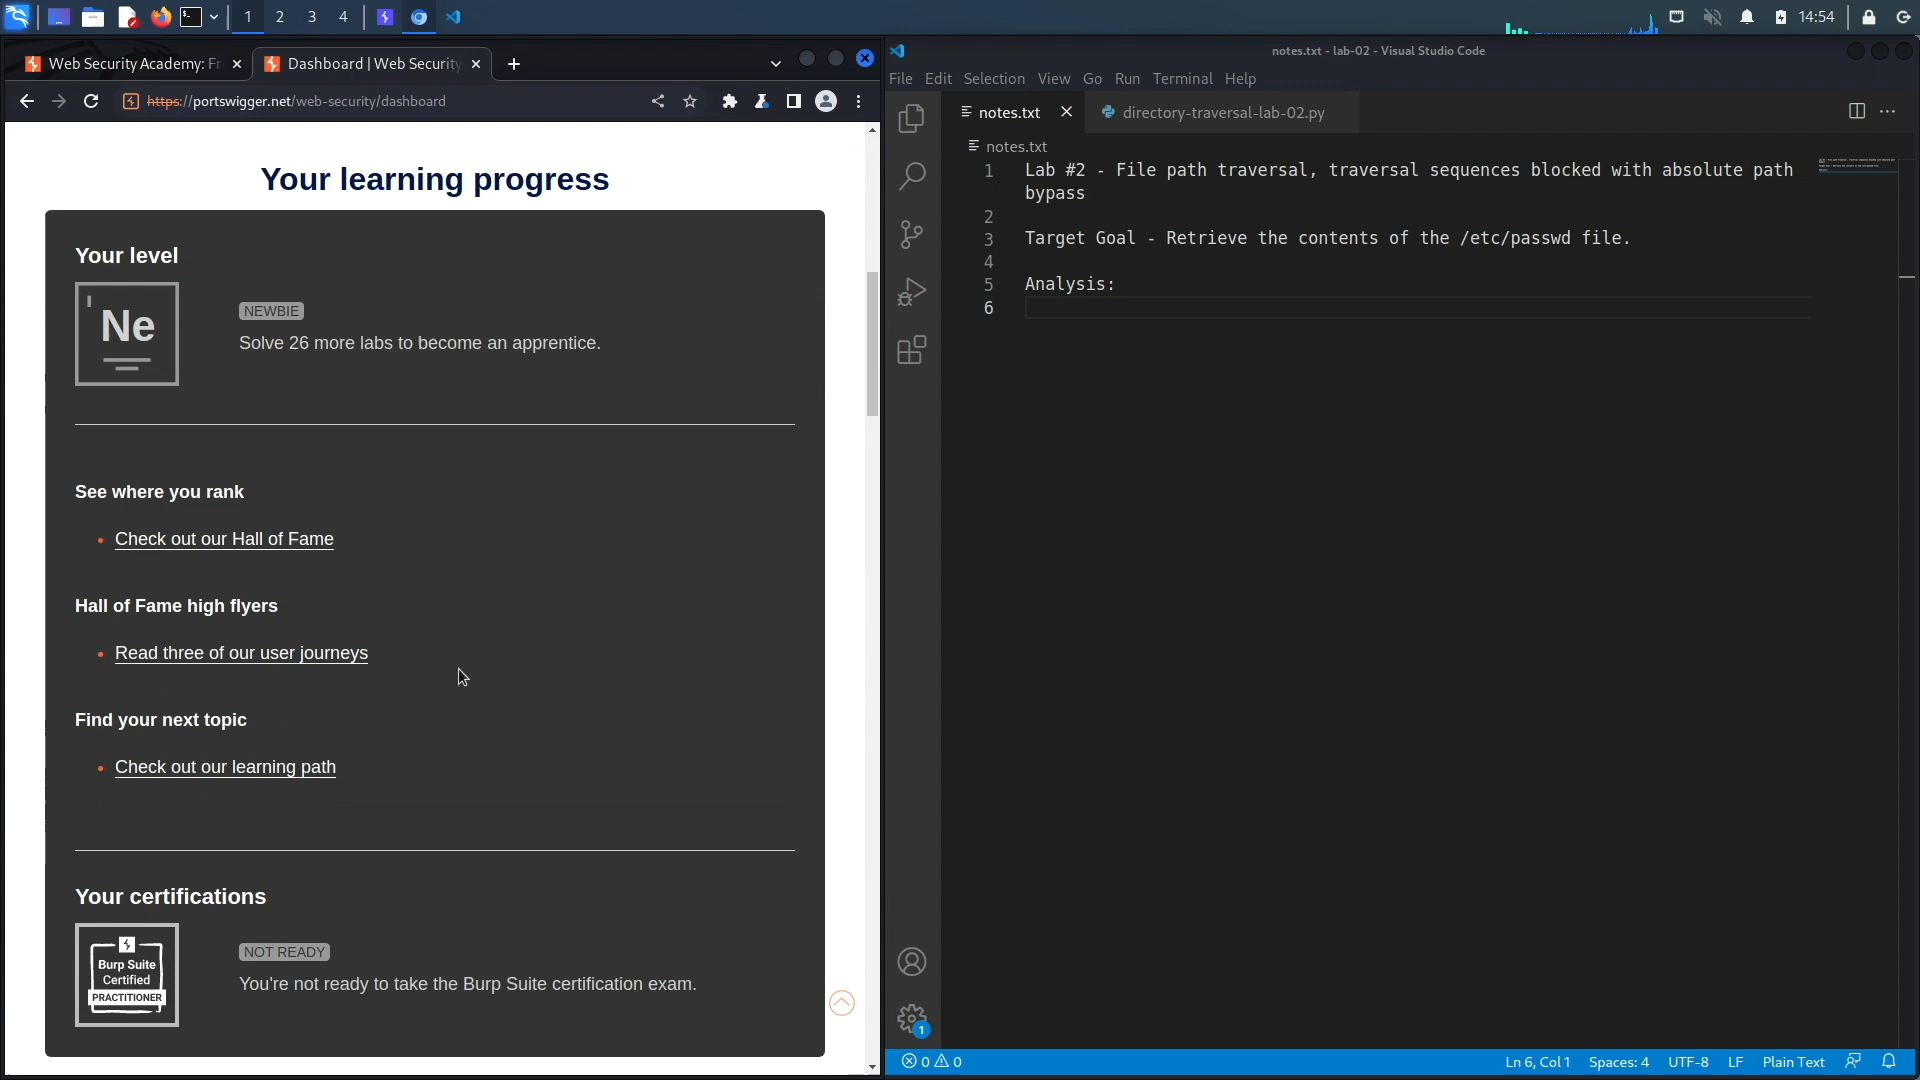 1 2 3 4
14:54
Web Security Academy: Fr
Dashboard | Web Security
https://portswigger.net/web-security/dashboard
Your learning progress
Your level
Ne
NEWBIE
Solve 26 more labs to become an apprentice.
See where you rank
• Check out our Hall of Fame
Hall of Fame high flyers
• Read three of our user journeys
Find your next topic
• Check out our learning path
Your certifications
Burp Suite
Certified
PRACTITIONER
NOT READY
You're not ready to take the Burp Suite certification exam.
notes.txt - lab-02 - Visual Studio Code
File Edit Selection View Go Run Terminal Help
notes.txt
directory-traversal-lab-02.py
notes.txt
1 Lab #2 - File path traversal, traversal sequences blocked with absolute path
bypass
2
3 Target Goal - Retrieve the contents of the /etc/passwd file.
4
5 Analysis:
6
1
0 0
Ln 6, Col 1 Spaces: 4 UTF-8 LF Plain Text